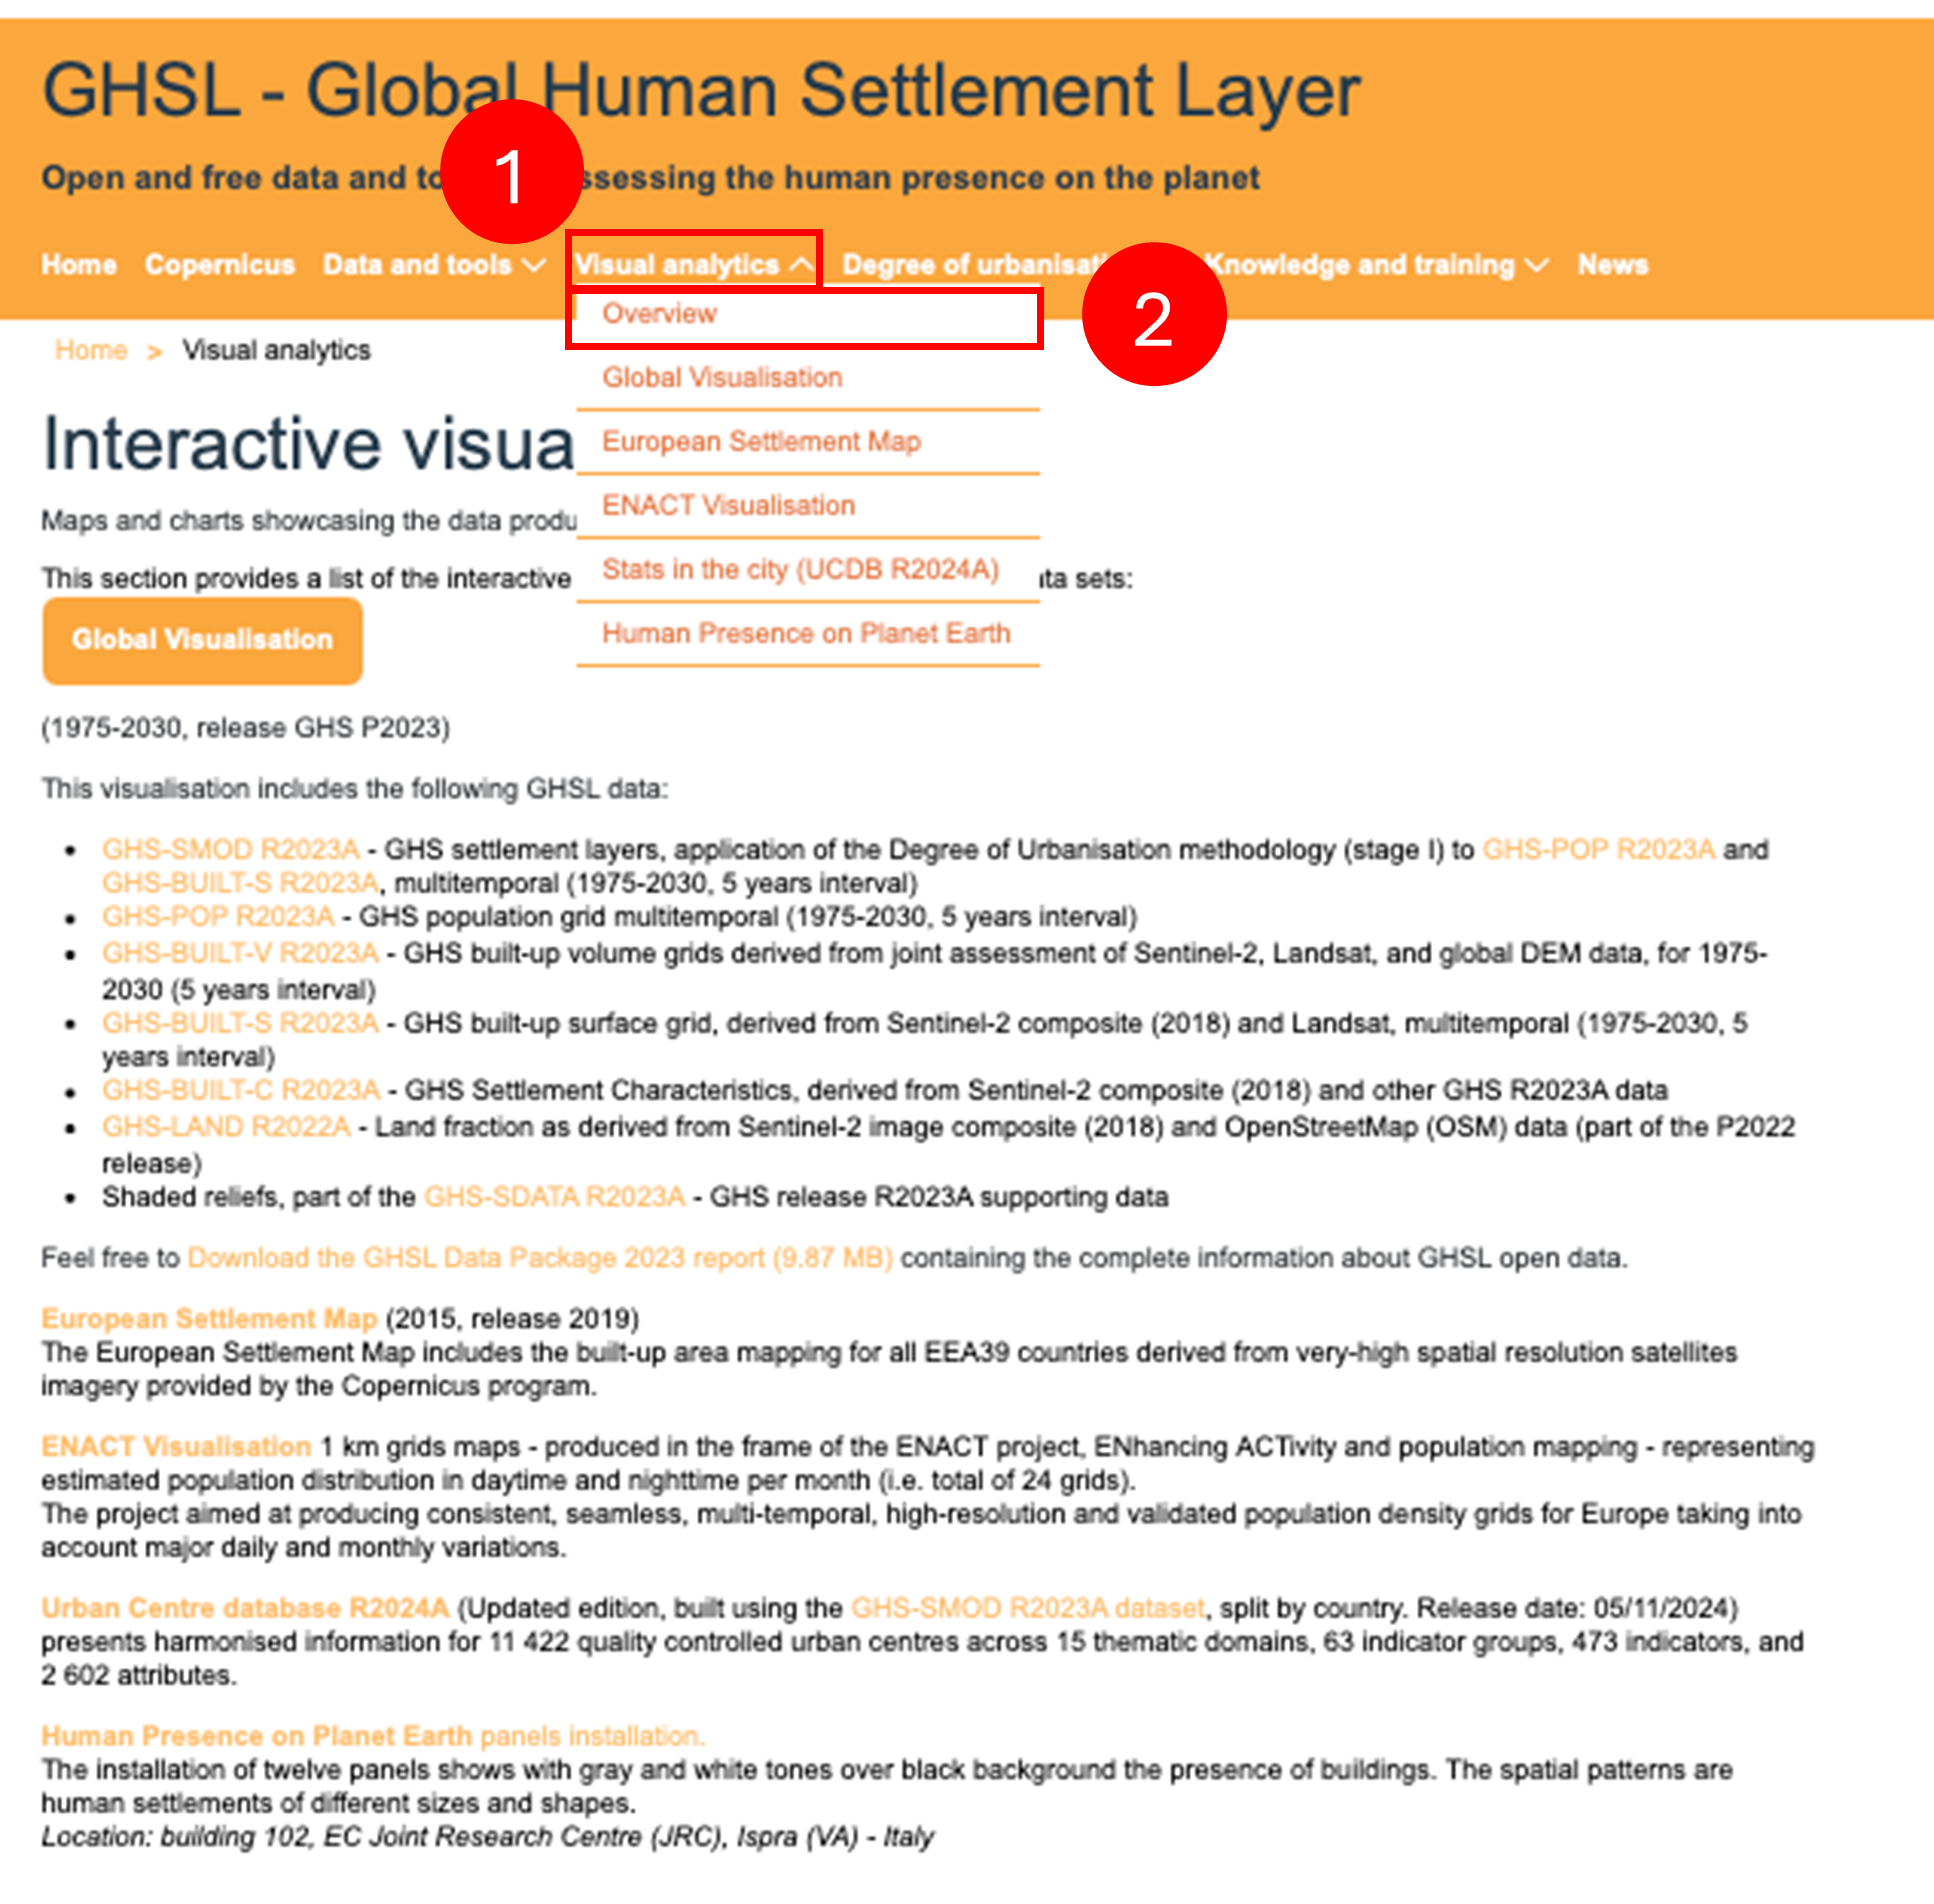 GHSL - Global Human Settlement Layer
Open and free data and to
1
ssessing the human presence on the planet
Home Copernicus Data and tools Visual analytics Degree of urbanisati Knowledge and training News
Overview
2
Home > Visual analytics
Global Visualisation
European Settlement Map
Interactive visua
ENACT Visualisation
Maps and charts showcasing the data produ
Stats in the city (UCDB R2024A)
This section provides a list of the interactive ta sets:
Human Presence on Planet Earth
Global Visualisation
(1975-2030, release GHS P2023)
This visualisation includes the following GHSL data:
• GHS-SMOD R2023A - GHS settlement layers, application of the Degree of Urbanisation methodology (stage I) to GHS-POP R2023A and
GHS-BUILT-S R2023A, multitemporal (1975-2030, 5 years interval)
• GHS-POP R2023A - GHS population grid multitemporal (1975-2030, 5 years interval)
• GHS-BUILT-V R2023A - GHS built-up volume grids derived from joint assessment of Sentinel-2, Landsat, and global DEM data, for 1975-
2030 (5 years interval)
• GHS-BUILT-S R2023A - GHS built-up surface grid, derived from Sentinel-2 composite (2018) and Landsat, multitemporal (1975-2030, 5
years interval)
• GHS-BUILT-C R2023A - GHS Settlement Characteristics, derived from Sentinel-2 composite (2018) and other GHS R2023A data
• GHS-LAND R2022A - Land fraction as derived from Sentinel-2 image composite (2018) and OpenStreetMap (OSM) data (part of the P2022
release)
• Shaded reliefs, part of the GHS-SDATA R2023A - GHS release R2023A supporting data
Feel free to Download the GHSL Data Package 2023 report (9.87 MB) containing the complete information about GHSL open data.
European Settlement Map (2015, release 2019)
The European Settlement Map includes the built-up area mapping for all EEA39 countries derived from very-high spatial resolution satellites
imagery provided by the Copernicus program.
ENACT Visualisation 1 km grids maps - produced in the frame of the ENACT project, ENhancing ACTivity and population mapping - representing
estimated population distribution in daytime and nighttime per month (i.e. total of 24 grids).
The project aimed at producing consistent, seamless, multi-temporal, high-resolution and validated population density grids for Europe taking into
account major daily and monthly variations.
Urban Centre database R2024A (Updated edition, built using the GHS-SMOD R2023A dataset, split by country. Release date: 05/11/2024)
presents harmonised information for 11 422 quality controlled urban centres across 15 thematic domains, 63 indicator groups, 473 indicators, and
2 602 attributes.
Human Presence on Planet Earth panels installation.
The installation of twelve panels shows with gray and white tones over black background the presence of buildings. The spatial patterns are
human settlements of different sizes and shapes.
Location: building 102, EC Joint Research Centre (JRC), Ispra (VA) - Italy